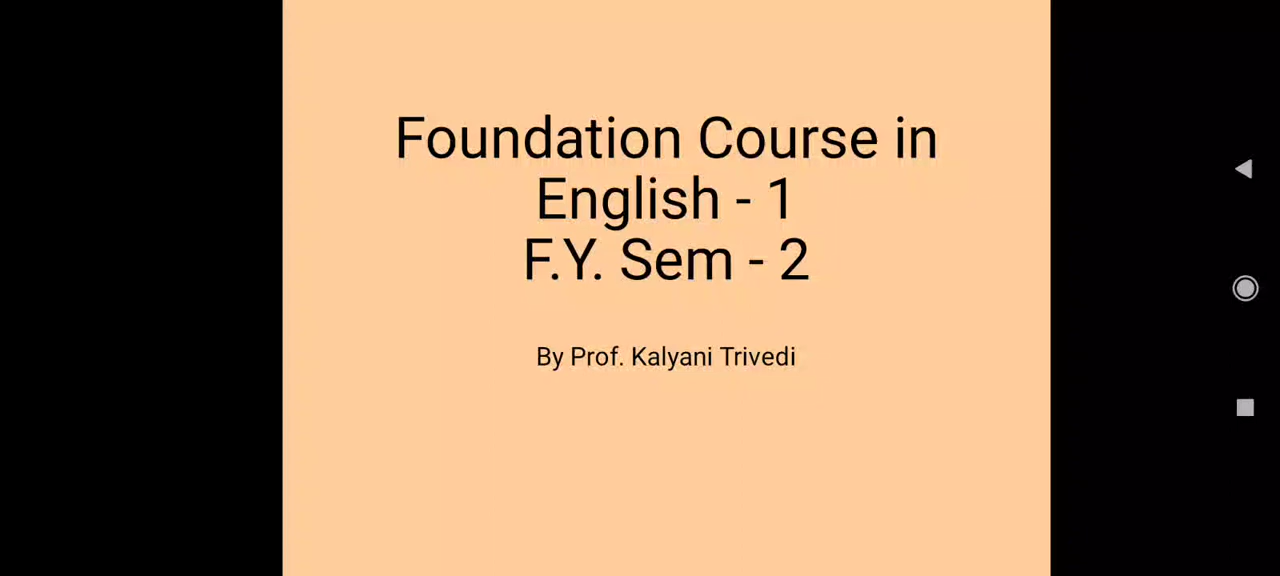 Foundation Course in
English - 1
F.Y. Sem - 2
By Prof. Kalyani Trivedi